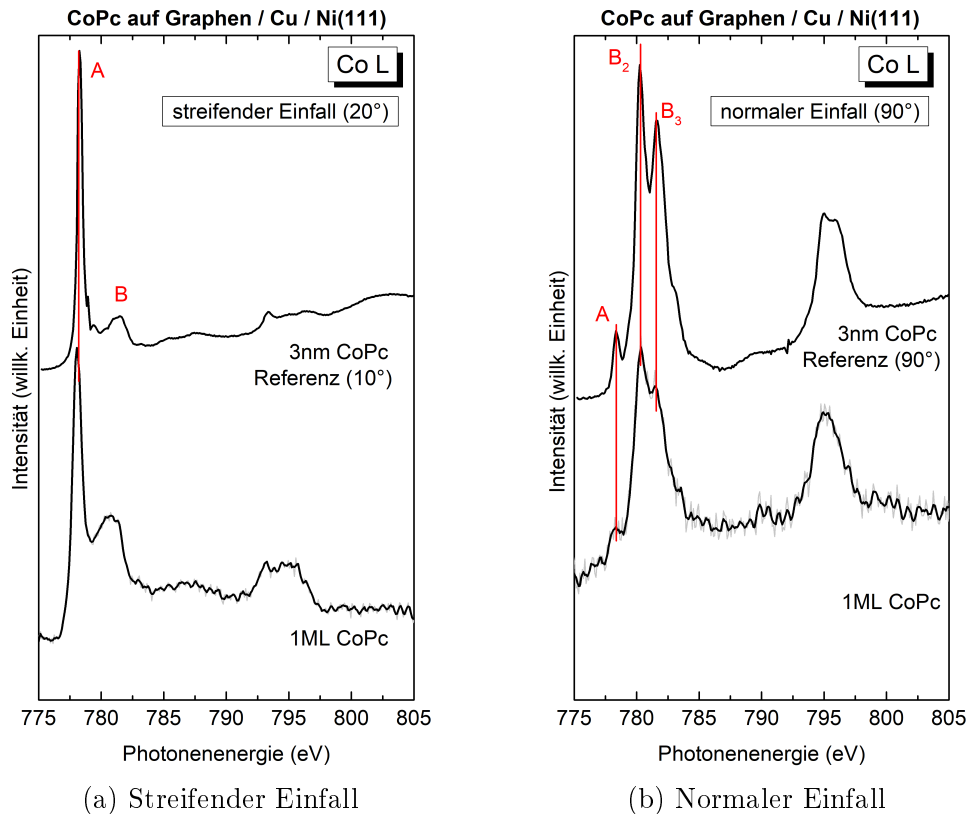 CoPc auf Graphen / Cu / Ni(111)
Co L
streifender Einfall (20°)
A
B
3nm CoPc
Referenz (10°)
1ML CoPc
Intensität (willk. Einheit)
775 780 785 790 795 800 805
Photonenenergie (eV)
(a) Streifender Einfall
CoPc auf Graphen / Cu / Ni(111)
Co L
normaler Einfall (90°)
B2
B3
A
3nm CoPc
Referenz (90°)
1ML CoPc
Intensität (willk. Einheit)
775 780 785 790 795 800 805
Photonenenergie (eV)
(b) Normaler Einfall